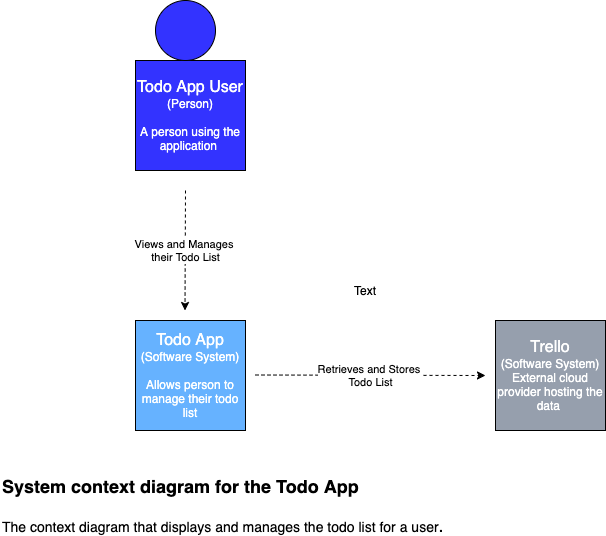 Todo App User
(Person)
A person using the
application
Views and Manages
their Todo List
Text
Todo App
(Software System)
Allows person to
manage their todo
list
Retrieves and Stores
Todo List
Trello
(Software System)
External cloud
provider hosting the
data
System context diagram for the Todo App
The context diagram that displays and manages the todo list for a user.